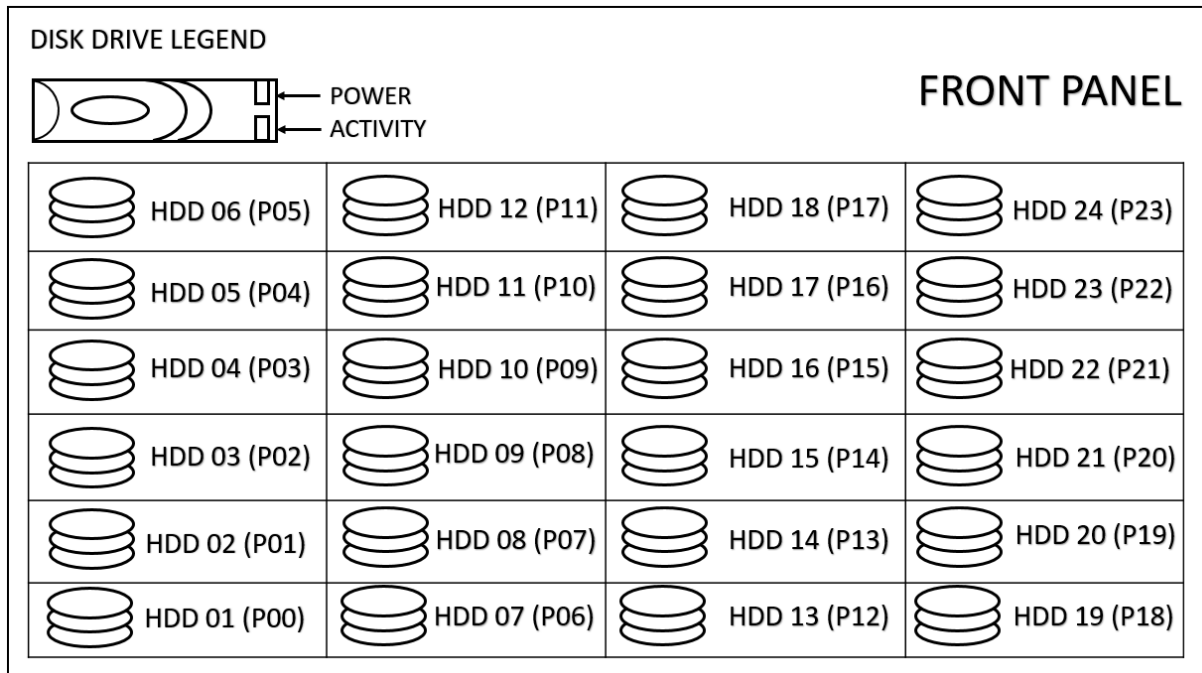 DISK DRIVE LEGEND
FRONT PANEL
POWER
ACTIVITY
HDD 06 (P05) HDD 12 (P11) HDD 18 (P17) HDD 24 (P23)
HDD 05 (P04) HDD 11 (P10) HDD 17 (P16) HDD 23 (P22)
HDD 04 (P03) HDD 10 (P09) HDD 16 (P15) HDD 22 (P21)
HDD 03 (P02) HDD 09 (P08) HDD 15 (P14) HDD 21 (P20)
HDD 02 (P01) HDD 08 (P07) HDD 14 (P13) HDD 20 (P19)
HDD 01 (P00) HDD 07 (P06) HDD 13 (P12) HDD 19 (P18)